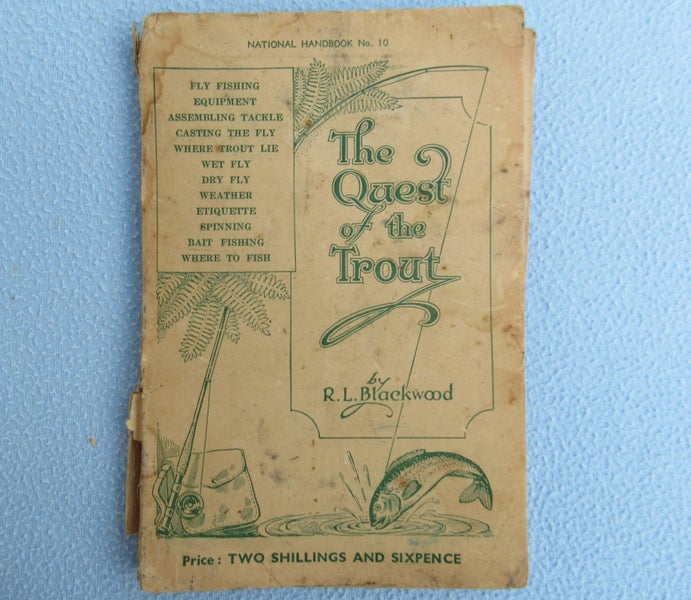 NATIONAL HANDBOOK No. 10
FLY FISHING
EQUIPMENT
ASSEMBLING TACKLE
CASTING THE FLY
WHERE TROUT LIE
WET FLY
DRY FLY
WEATHER
ETIQUETTE
SPINNING
BAIT FISHING
WHERE TO FISH
The
Quest
of the
Trout
by
R. L. Blackwood
Price : TWO SHILLINGS AND SIXPENCE